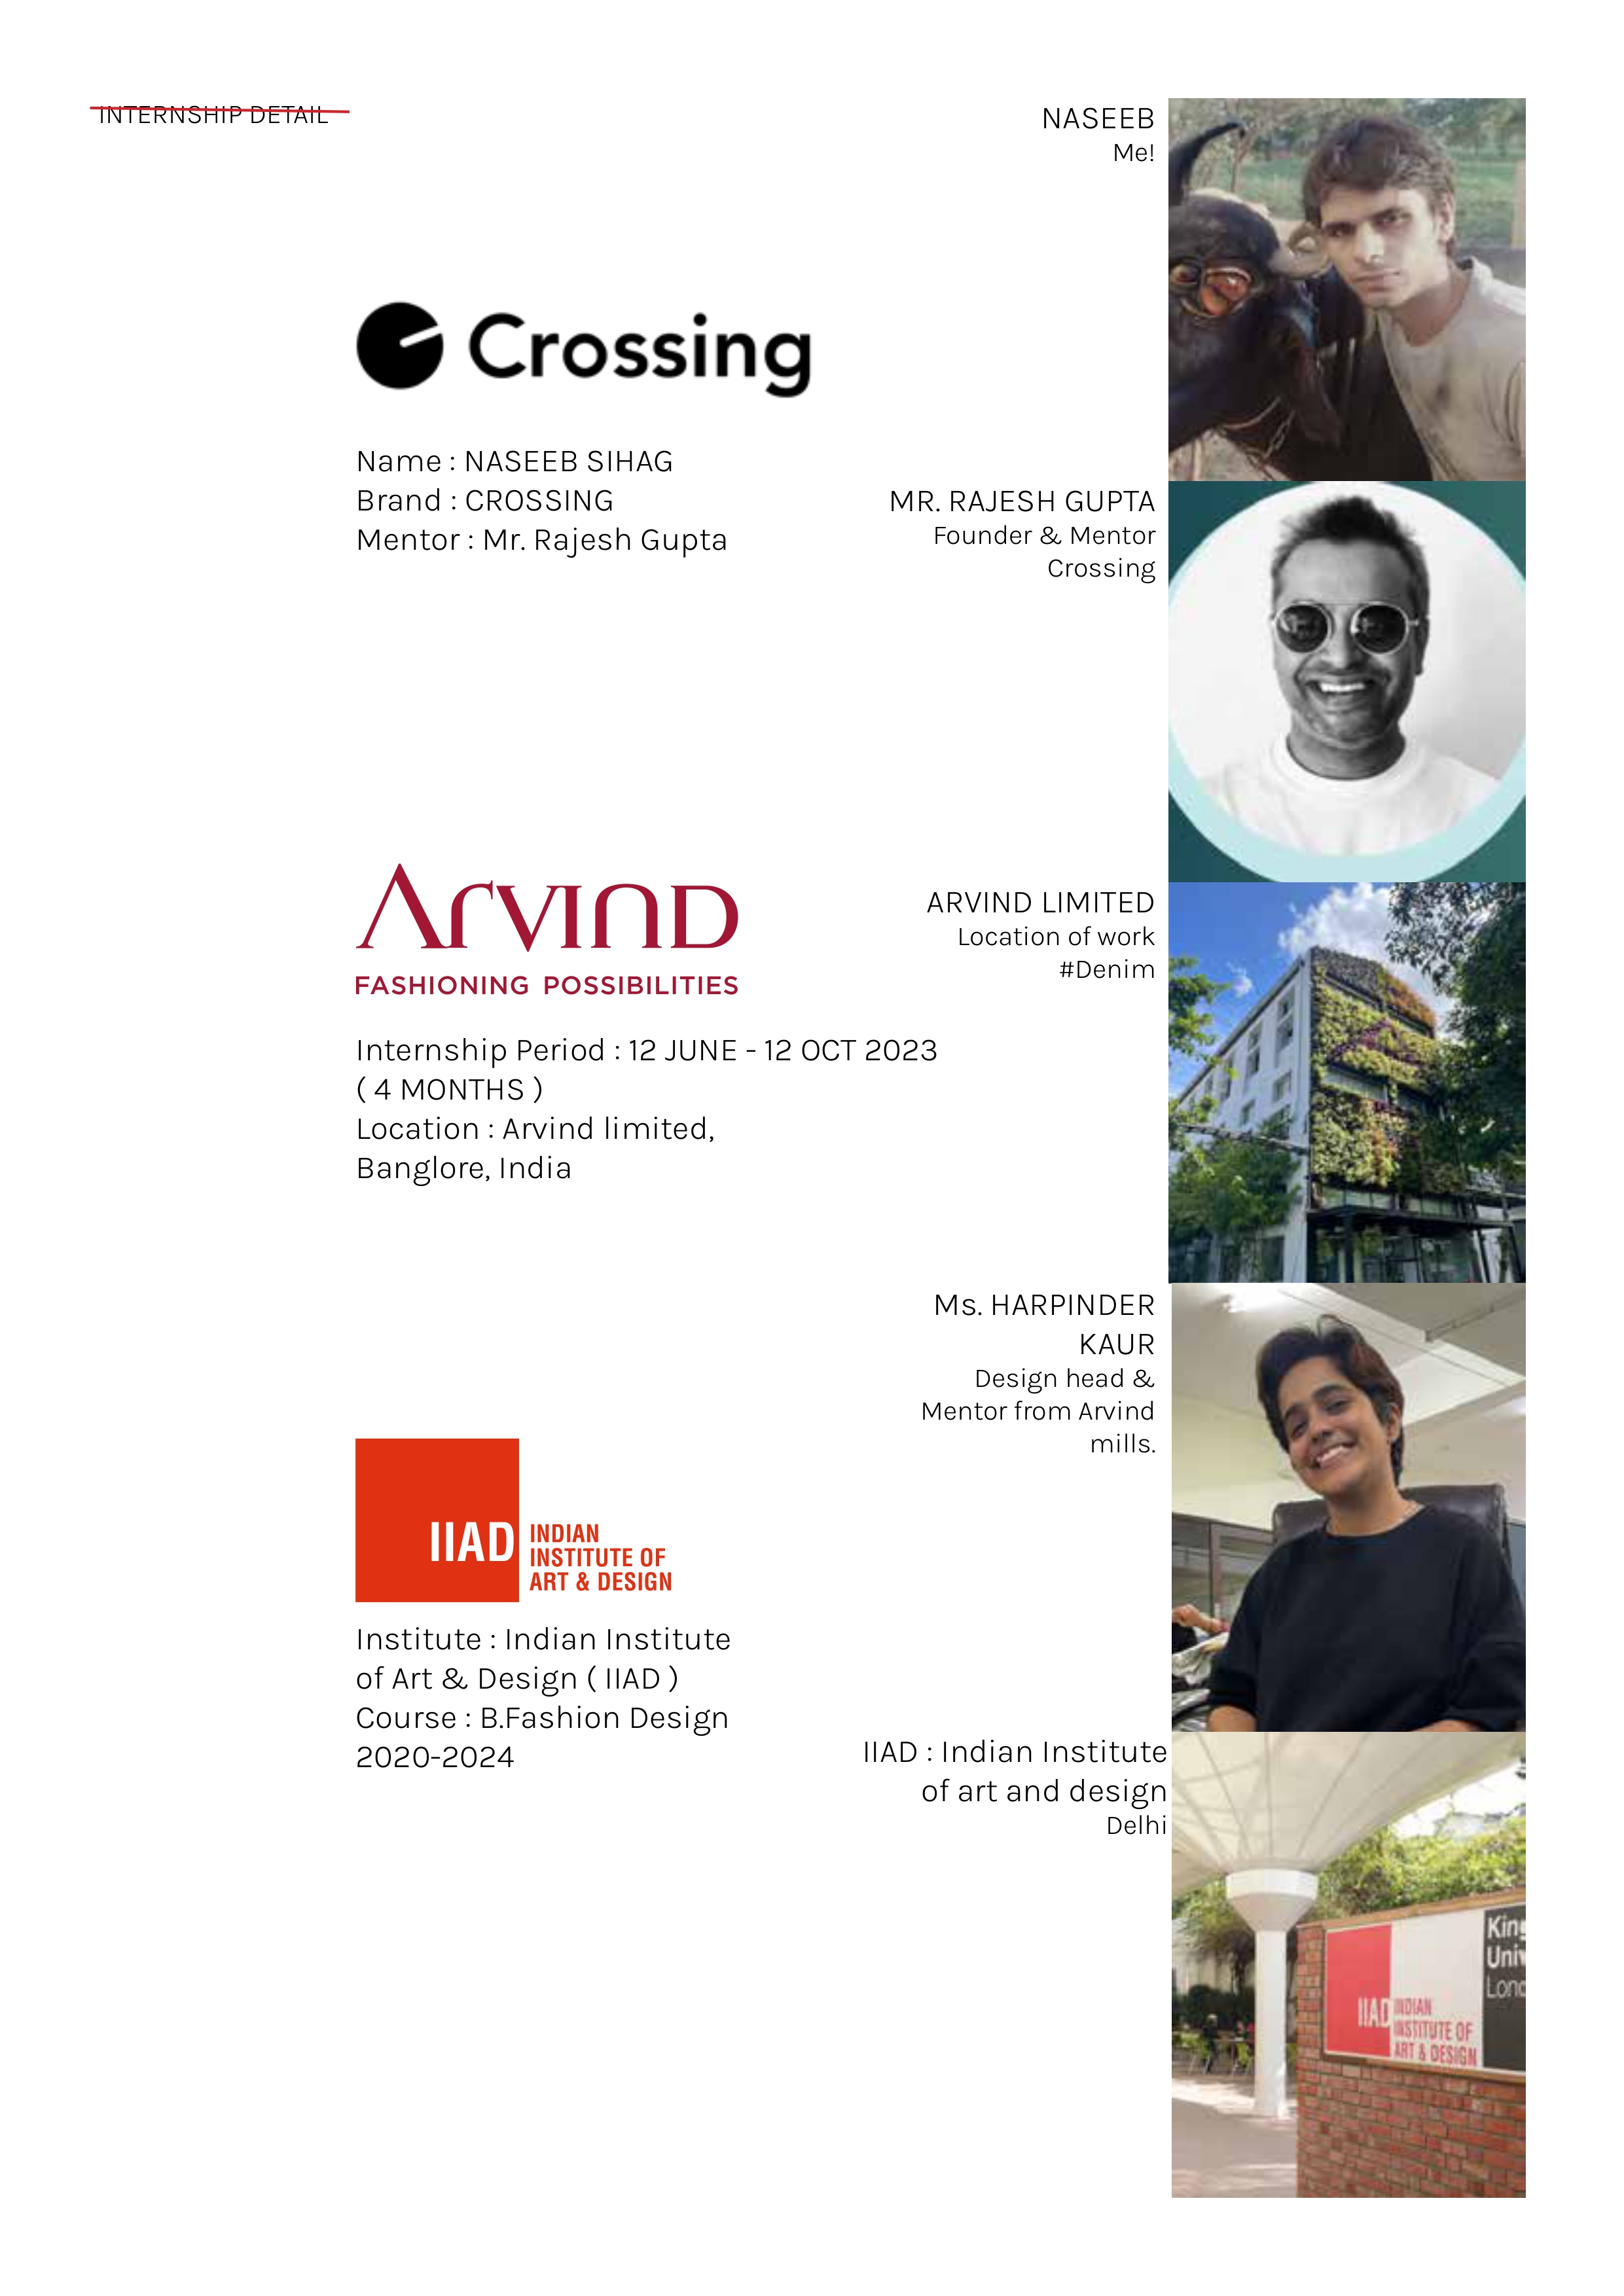 INTERNSHIP DETAIL
Crossing
Name : NASEEB SIHAG
Brand : CROSSING
Mentor : Mr. Rajesh Gupta
ARVIND
FASHIONING POSSIBILITIES
Internship Period : 12 JUNE - 12 OCT 2023
( 4 MONTHS )
Location : Arvind limited,
Banglore, India
IIAD
INDIAN
INSTITUTE OF
ART & DESIGN
Institute : Indian Institute
of Art & Design ( IIAD )
Course : B.Fashion Design
2020-2024
NASEEB
Me!
MR. RAJESH GUPTA
Founder & Mentor
Crossing
ARVIND LIMITED
Location of work
#Denim
Ms. HARPINDER
KAUR
Design head &
Mentor from Arvind
mills.
IIAD : Indian Institute
of art and design
Delhi
IIAD
INDIAN
INSTITUTE OF
ART & DESIGN